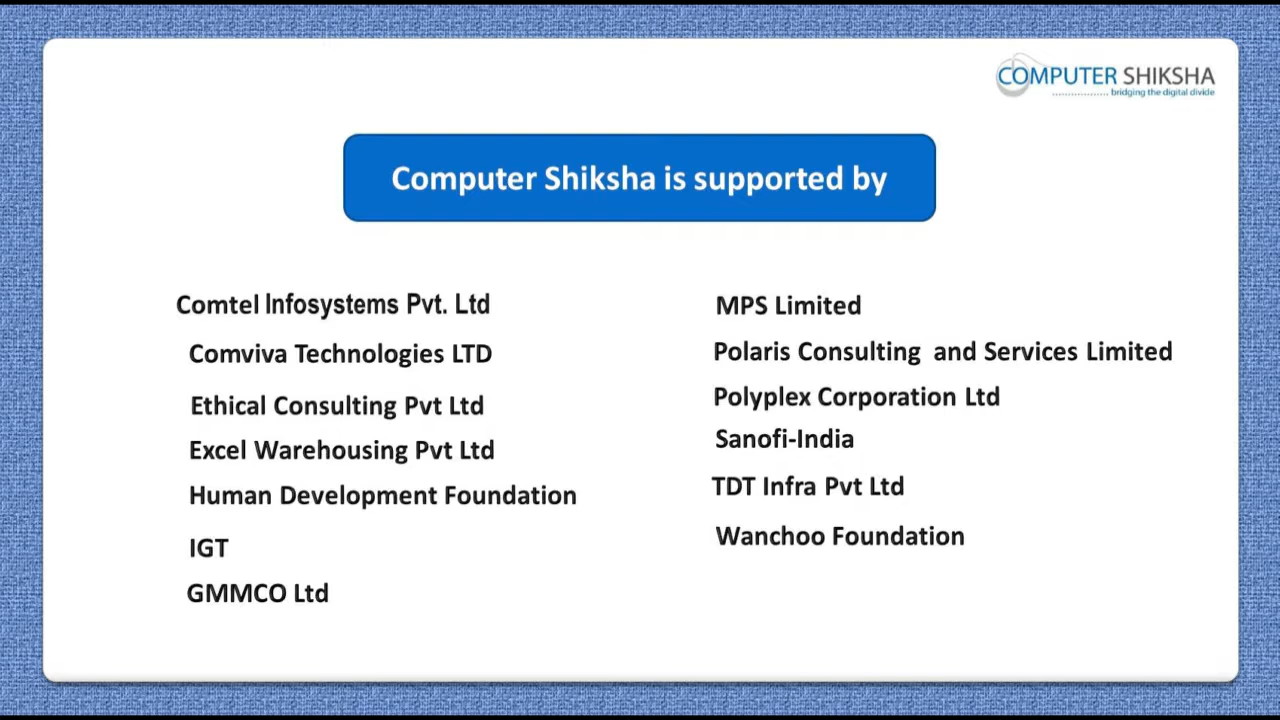 COMPUTER SHIKSHA
bridging the digital divide
Computer Shiksha is supported by
Comtel Infosystems Pvt. Ltd
Comviva Technologies LTD
Ethical Consulting Pvt Ltd
Excel Warehousing Pvt Ltd
Human Development Foundation
IGT
GMMCO Ltd
MPS Limited
Polaris Consulting and Services Limited
Polyplex Corporation Ltd
Sanofi-India
TDT Infra Pvt Ltd
Wanchoo Foundation